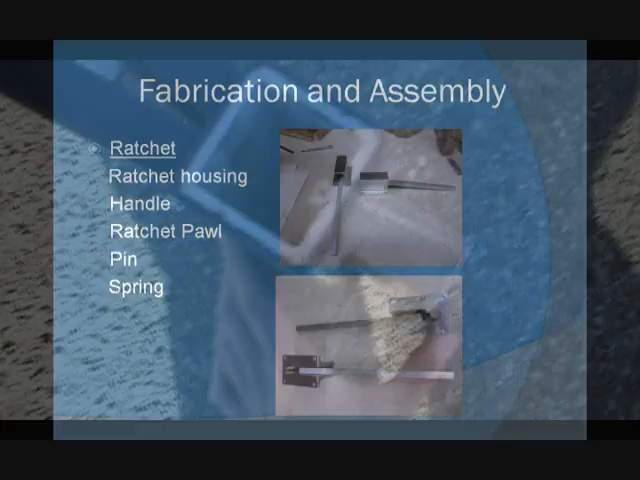 Fabrication and Assembly
Ratchet
Ratchet housing
Handle
Ratchet Pawl
Pin
Spring